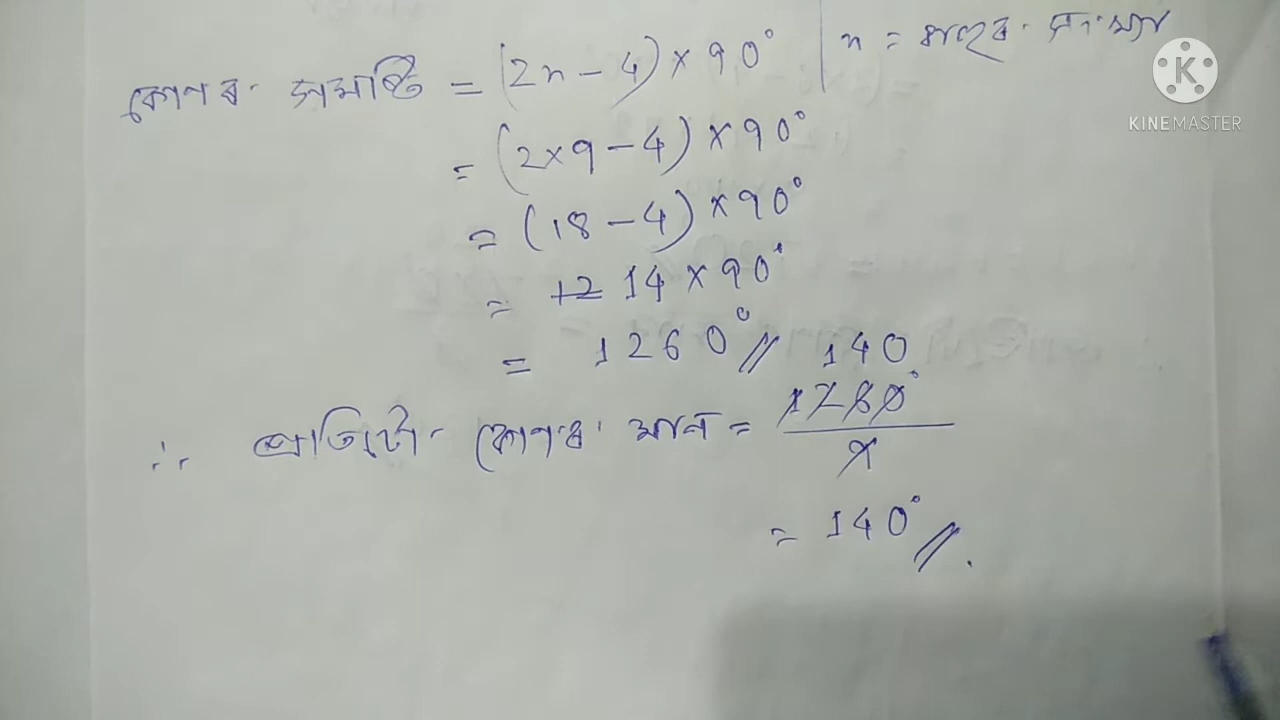 কোণৰ সমষ্টি = (2n - 4) × 90° | n = বাহুৰ সংখ্যা
= (2×9 - 4) × 90°
= (18 - 4) × 90°
= 12 14 × 90°
= 1260° //
∴ প্ৰতিটো কোণৰ মান = 1260° / 9 140
= 140° //.
KINEMASTER